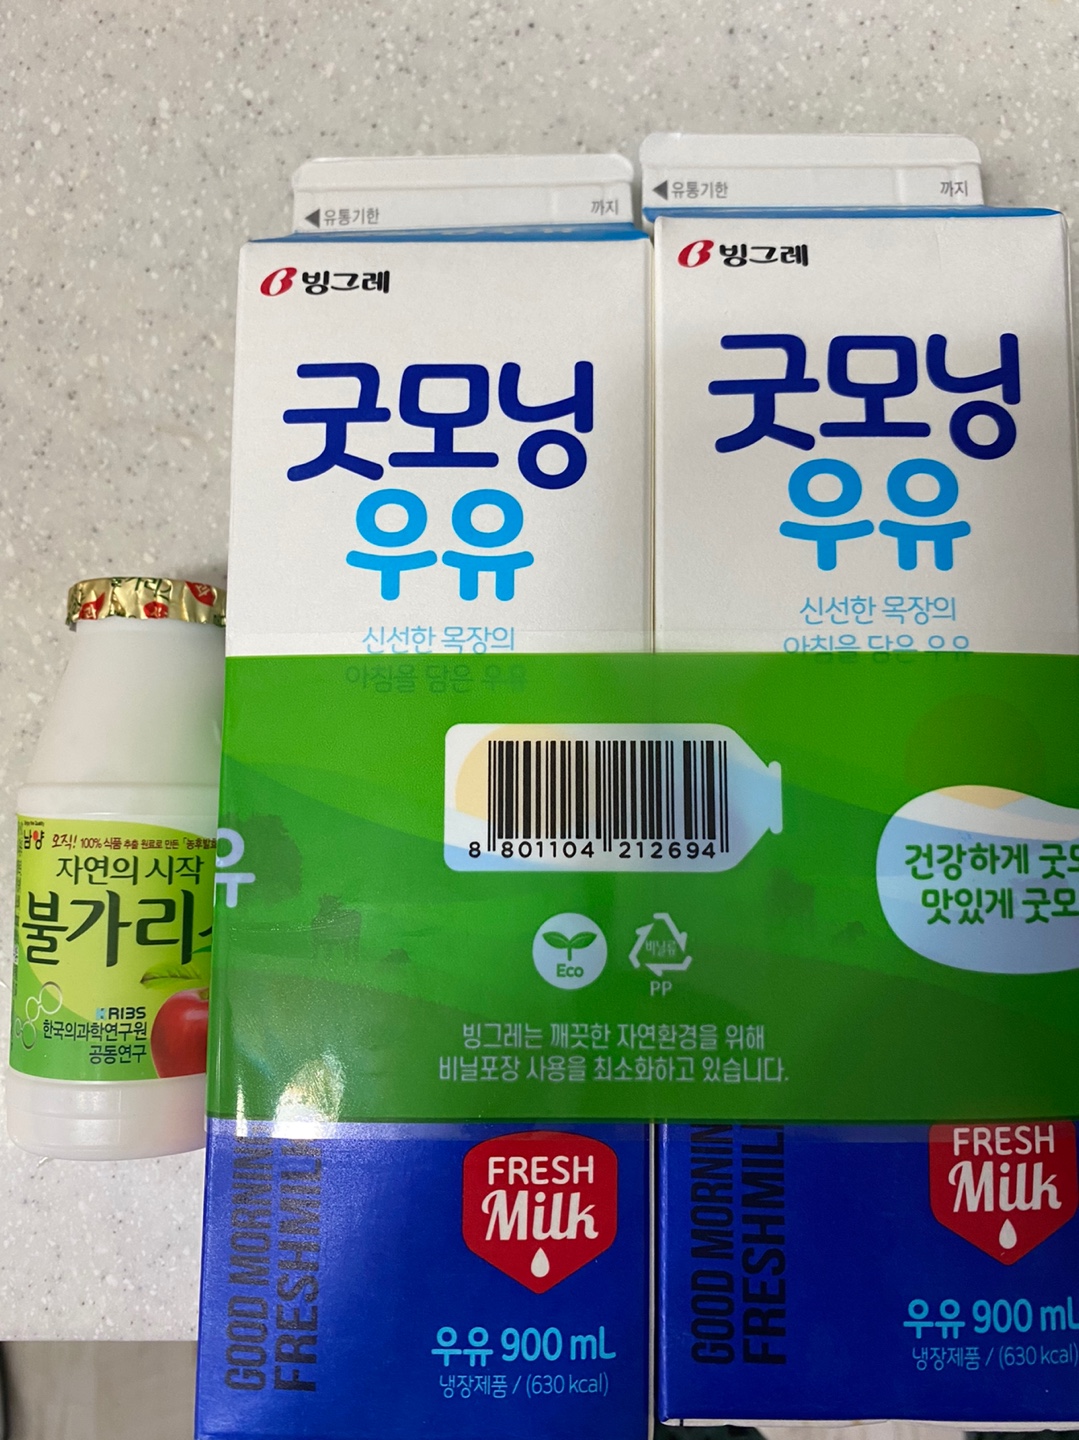 유통기한 까지
빙그레
굿모닝
우유
신선한 목장의
아침을 담은 우유
유통기한 까지
빙그레
굿모닝
우유
신선한 목장의
아침을 담은 우유
남양 오직! 100% 식품 추출 원료로 만든
자연의 시작
불가리
KRIBS
한국의과학연구원
공동연구
우
8 801104 212694
Eco
비닐류
PP
건강하게 굿모
맛있게 굿모
빙그레는 깨끗한 자연환경을 위해
비닐포장 사용을 최소화하고 있습니다.
GOOD MORNIN
FRESH MIL
FRESH
Milk
우유 900 mL
냉장제품 / (630 kcal)
GOOD MORNIN
FRESH MIL
FRESH
Milk
우유 900 mL
냉장제품 / (630 kcal)